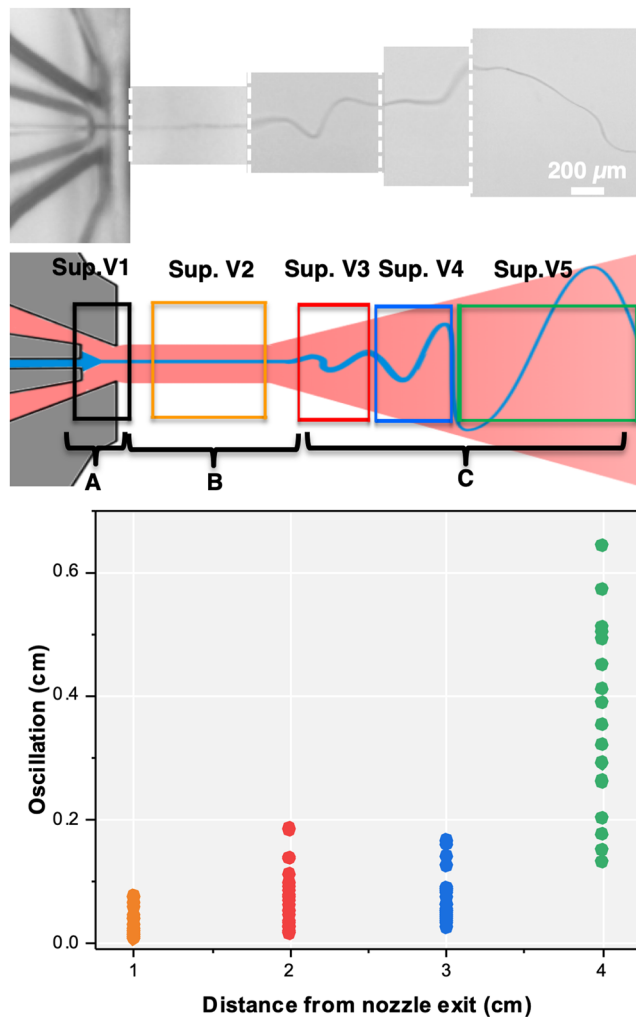 200 µm
Sup.V1 Sup. V2 Sup. V3 Sup. V4 Sup.V5
A B C
0.6
0.4
0.2
0.0
Oscillation (cm)
1 2 3 4
Distance from nozzle exit (cm)